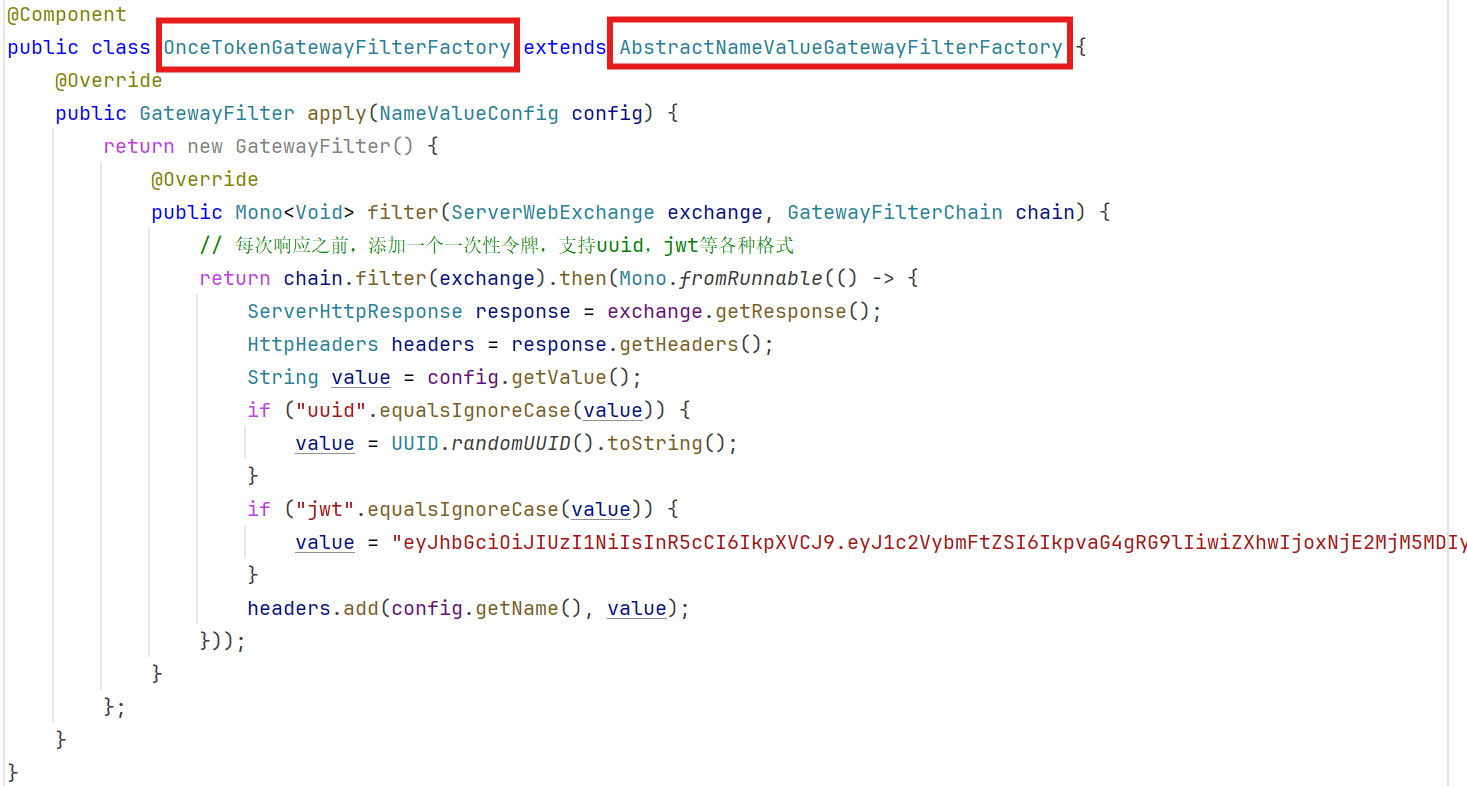 @Component
public class OnceTokenGatewayFilterFactory extends AbstractNameValueGatewayFilterFactory {
    @Override
    public GatewayFilter apply(NameValueConfig config) {
        return new GatewayFilter() {
            @Override
            public Mono<Void> filter(ServerWebExchange exchange, GatewayFilterChain chain) {
                // 每次响应之前，添加一个一次性令牌，支持uuid，jwt等各种格式
                return chain.filter(exchange).then(Mono.fromRunnable(() -> {
                    ServerHttpResponse response = exchange.getResponse();
                    HttpHeaders headers = response.getHeaders();
                    String value = config.getValue();
                    if ("uuid".equalsIgnoreCase(value)) {
                        value = UUID.randomUUID().toString();
                    }
                    if ("jwt".equalsIgnoreCase(value)) {
                        value = "eyJhbGciOiJIUzI1NiIsInR5cCI6IkpXVCJ9.eyJ1c2VybmFtZSI6IkpvaG4gRG9lIiwiZXhwIjoxNjE2MjM5MDIy
                    }
                    headers.add(config.getName(), value);
                }));
            }
        };
    }
}